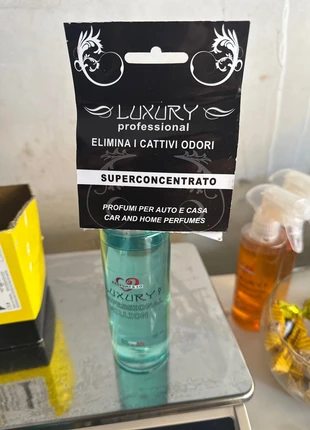 LUXURY
professional
ELIMINA I CATTIVI ODORI
SUPERCONCENTRATO
PROFUMI PER AUTO E CASA
CAR AND HOME PERFUMES
LUXURY